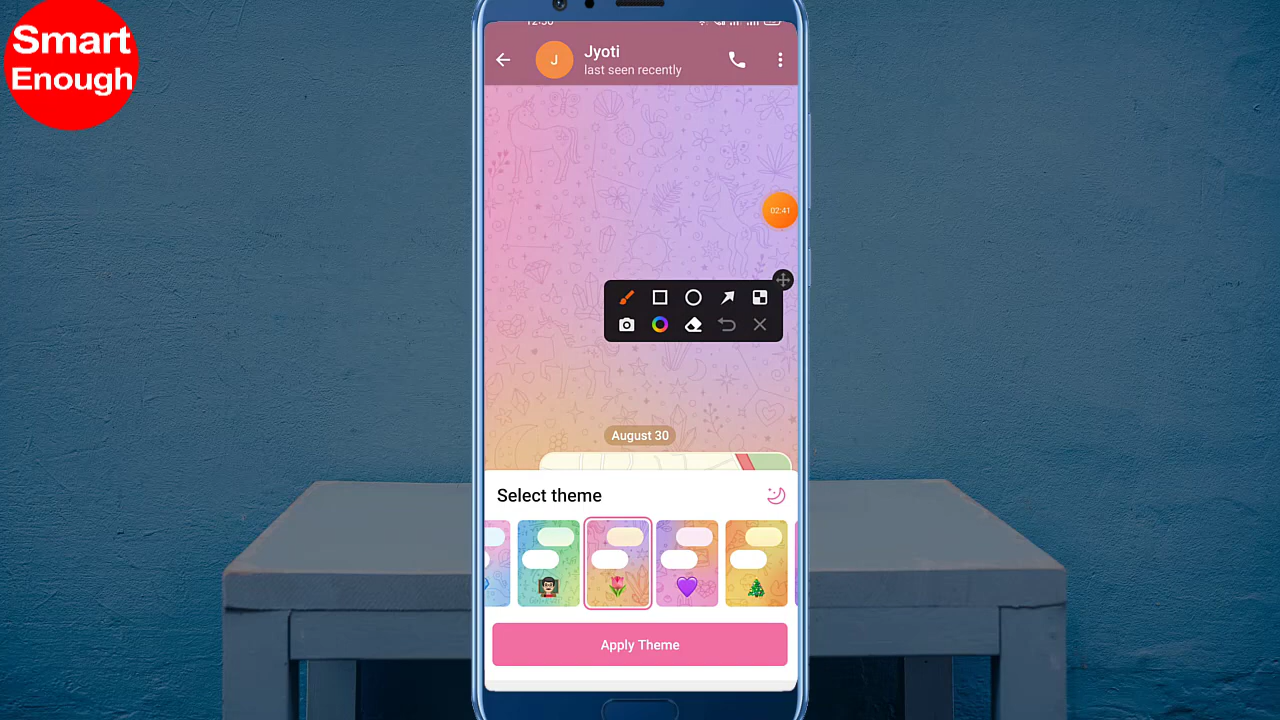 Smart
Enough
Jyoti
J
last seen recently
02:41
August 30
Select theme
Apply Theme